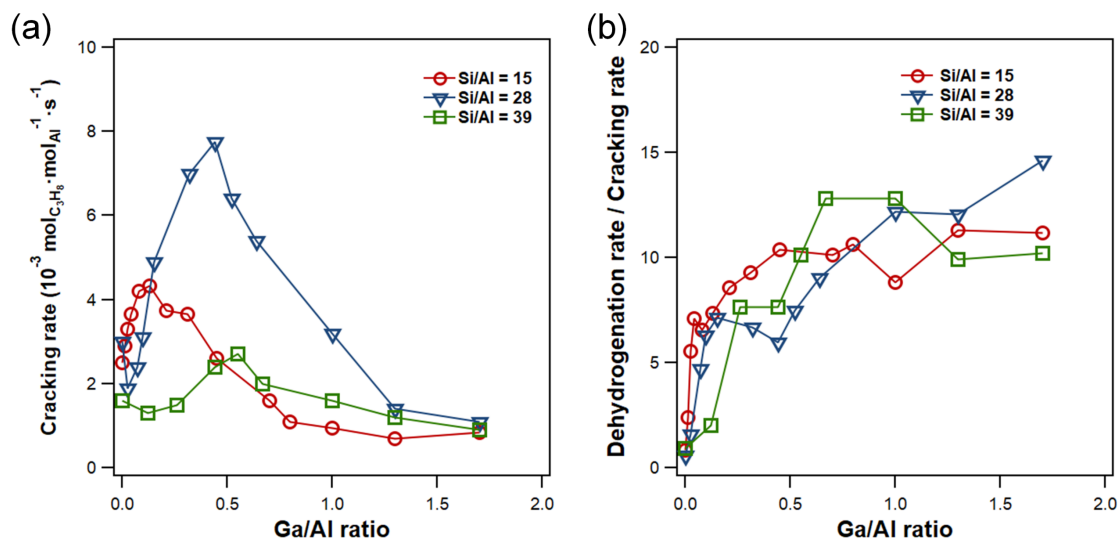 (a)
Cracking rate (10⁻³ mol_C₃H₈·mol_Al⁻¹·s⁻¹)
10
8
6
4
2
0
Si/Al = 15
Si/Al = 28
Si/Al = 39
0.0 0.5 1.0 1.5 2.0
Ga/Al ratio
(b)
Dehydrogenation rate / Cracking rate
20
15
10
5
0
Si/Al = 15
Si/Al = 28
Si/Al = 39
0.0 0.5 1.0 1.5 2.0
Ga/Al ratio